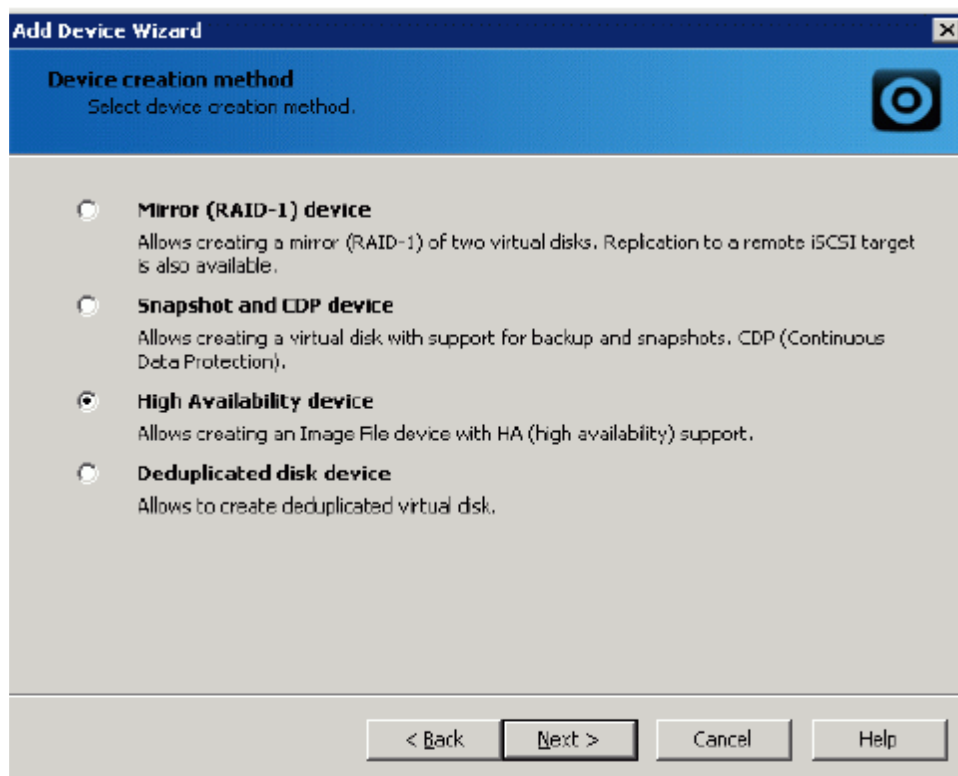 Add Device Wizard
Device creation method
Select device creation method.
Mirror (RAID-1) device
Allows creating a mirror (RAID-1) of two virtual disks. Replication to a remote iSCSI target
is also available.
Snapshot and CDP device
Allows creating a virtual disk with support for backup and snapshots. CDP (Continuous
Data Protection).
High Availability device
Allows creating an Image File device with HA (high availability) support.
Deduplicated disk device
Allows to create deduplicated virtual disk.
< Back
Next >
Cancel
Help